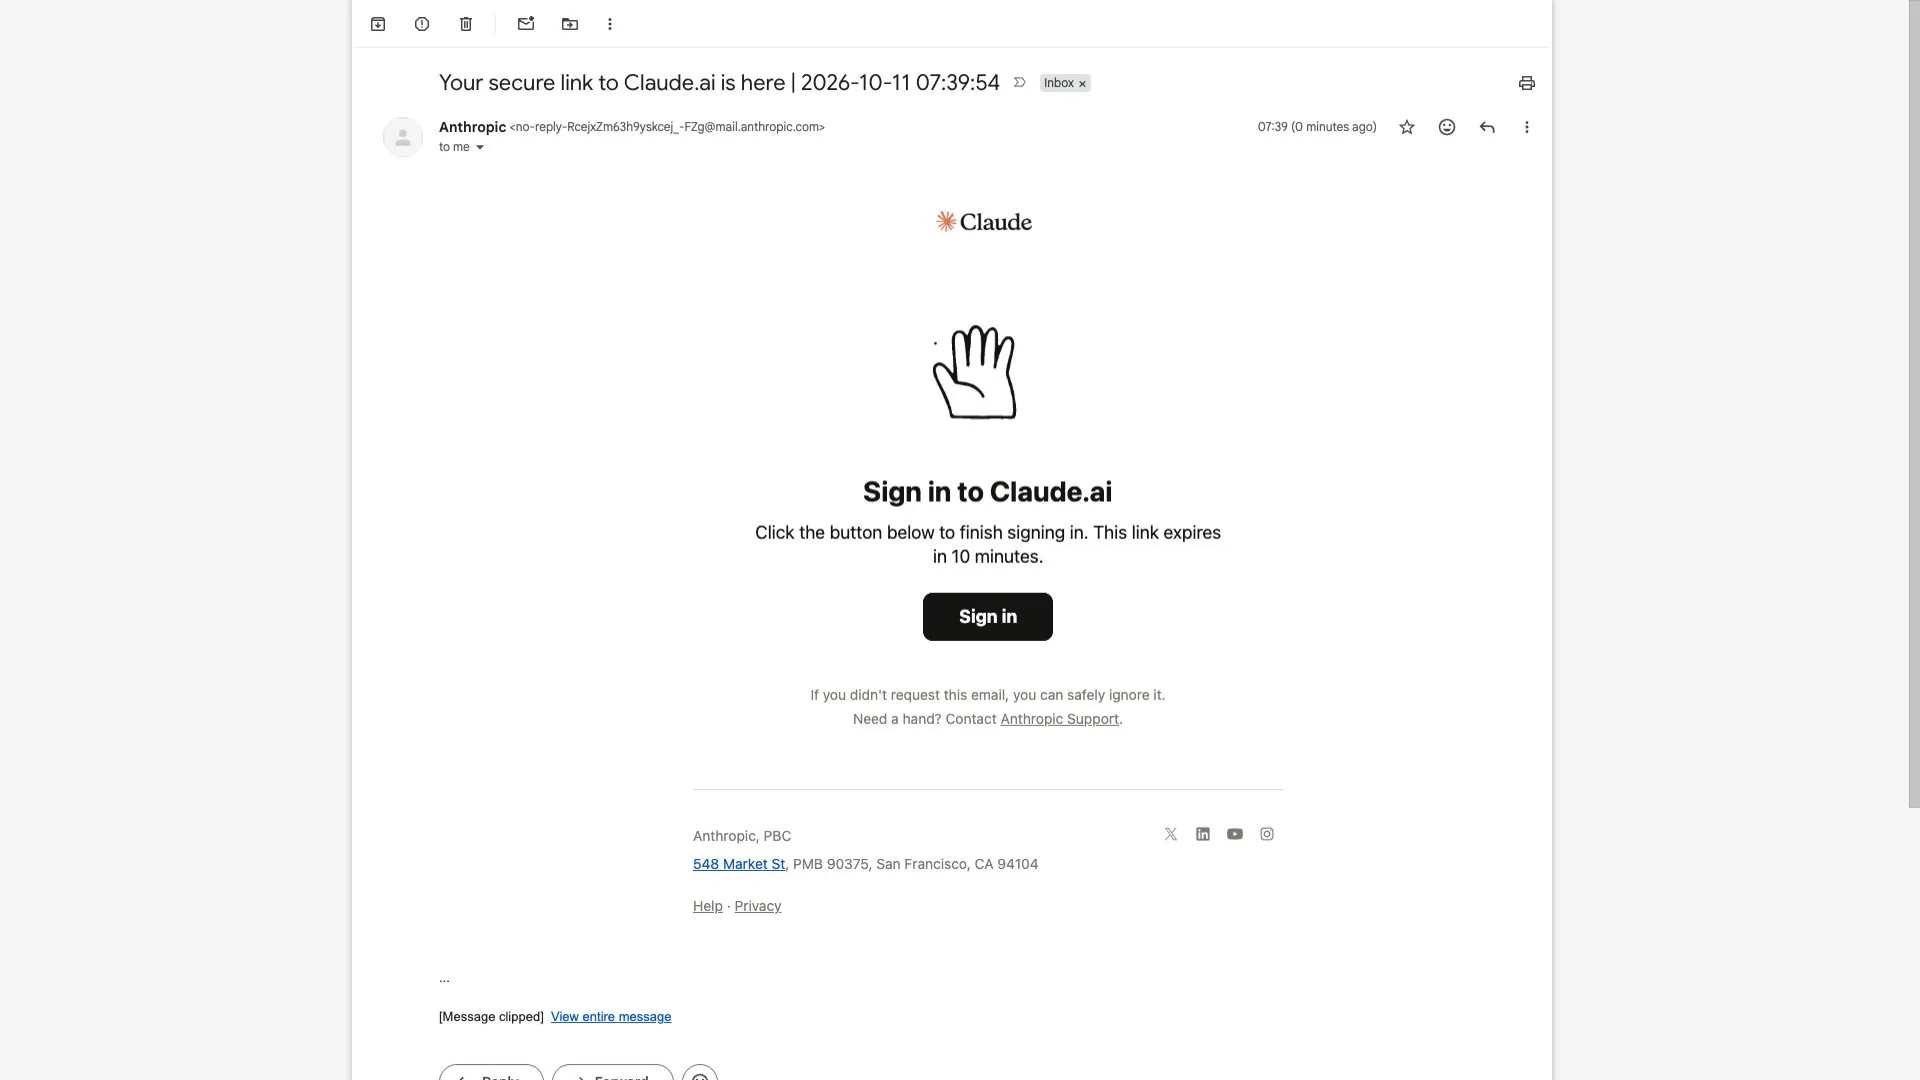 Your secure link to Claude.ai is here | 2026-10-11 07:39:54 Inbox ×
Anthropic <no-reply-RcejxZm63h9yskcej_-FZg@mail.anthropic.com> 07:39 (0 minutes ago)
to me
Claude
Sign in to Claude.ai
Click the button below to finish signing in. This link expires
in 10 minutes.
Sign in
If you didn't request this email, you can safely ignore it.
Need a hand? Contact Anthropic Support.
Anthropic, PBC
548 Market St, PMB 90375, San Francisco, CA 94104
Help · Privacy
...
[Message clipped] View entire message
Reply Forward